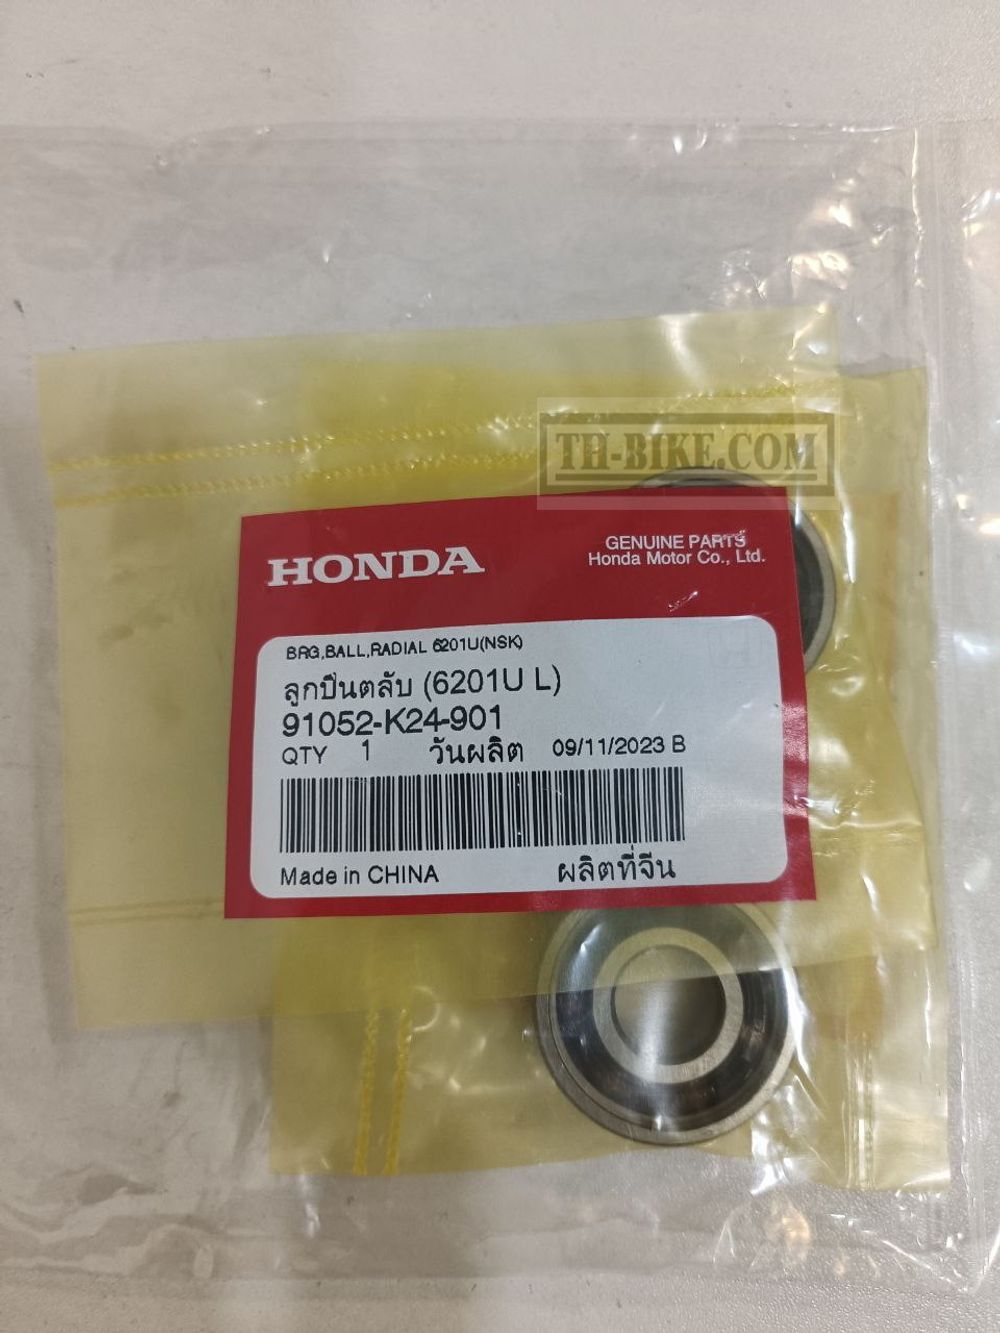 TH-BIKE.COM
HONDA
GENUINE PARTS
Honda Motor Co., Ltd.
BRG,BALL,RADIAL 6201U(NSK)
ลูกปืนตลับ (6201U L)
91052-K24-901
QTY 1 วันผลิต 09/11/2023 B
Made in CHINA ผลิตที่จีน